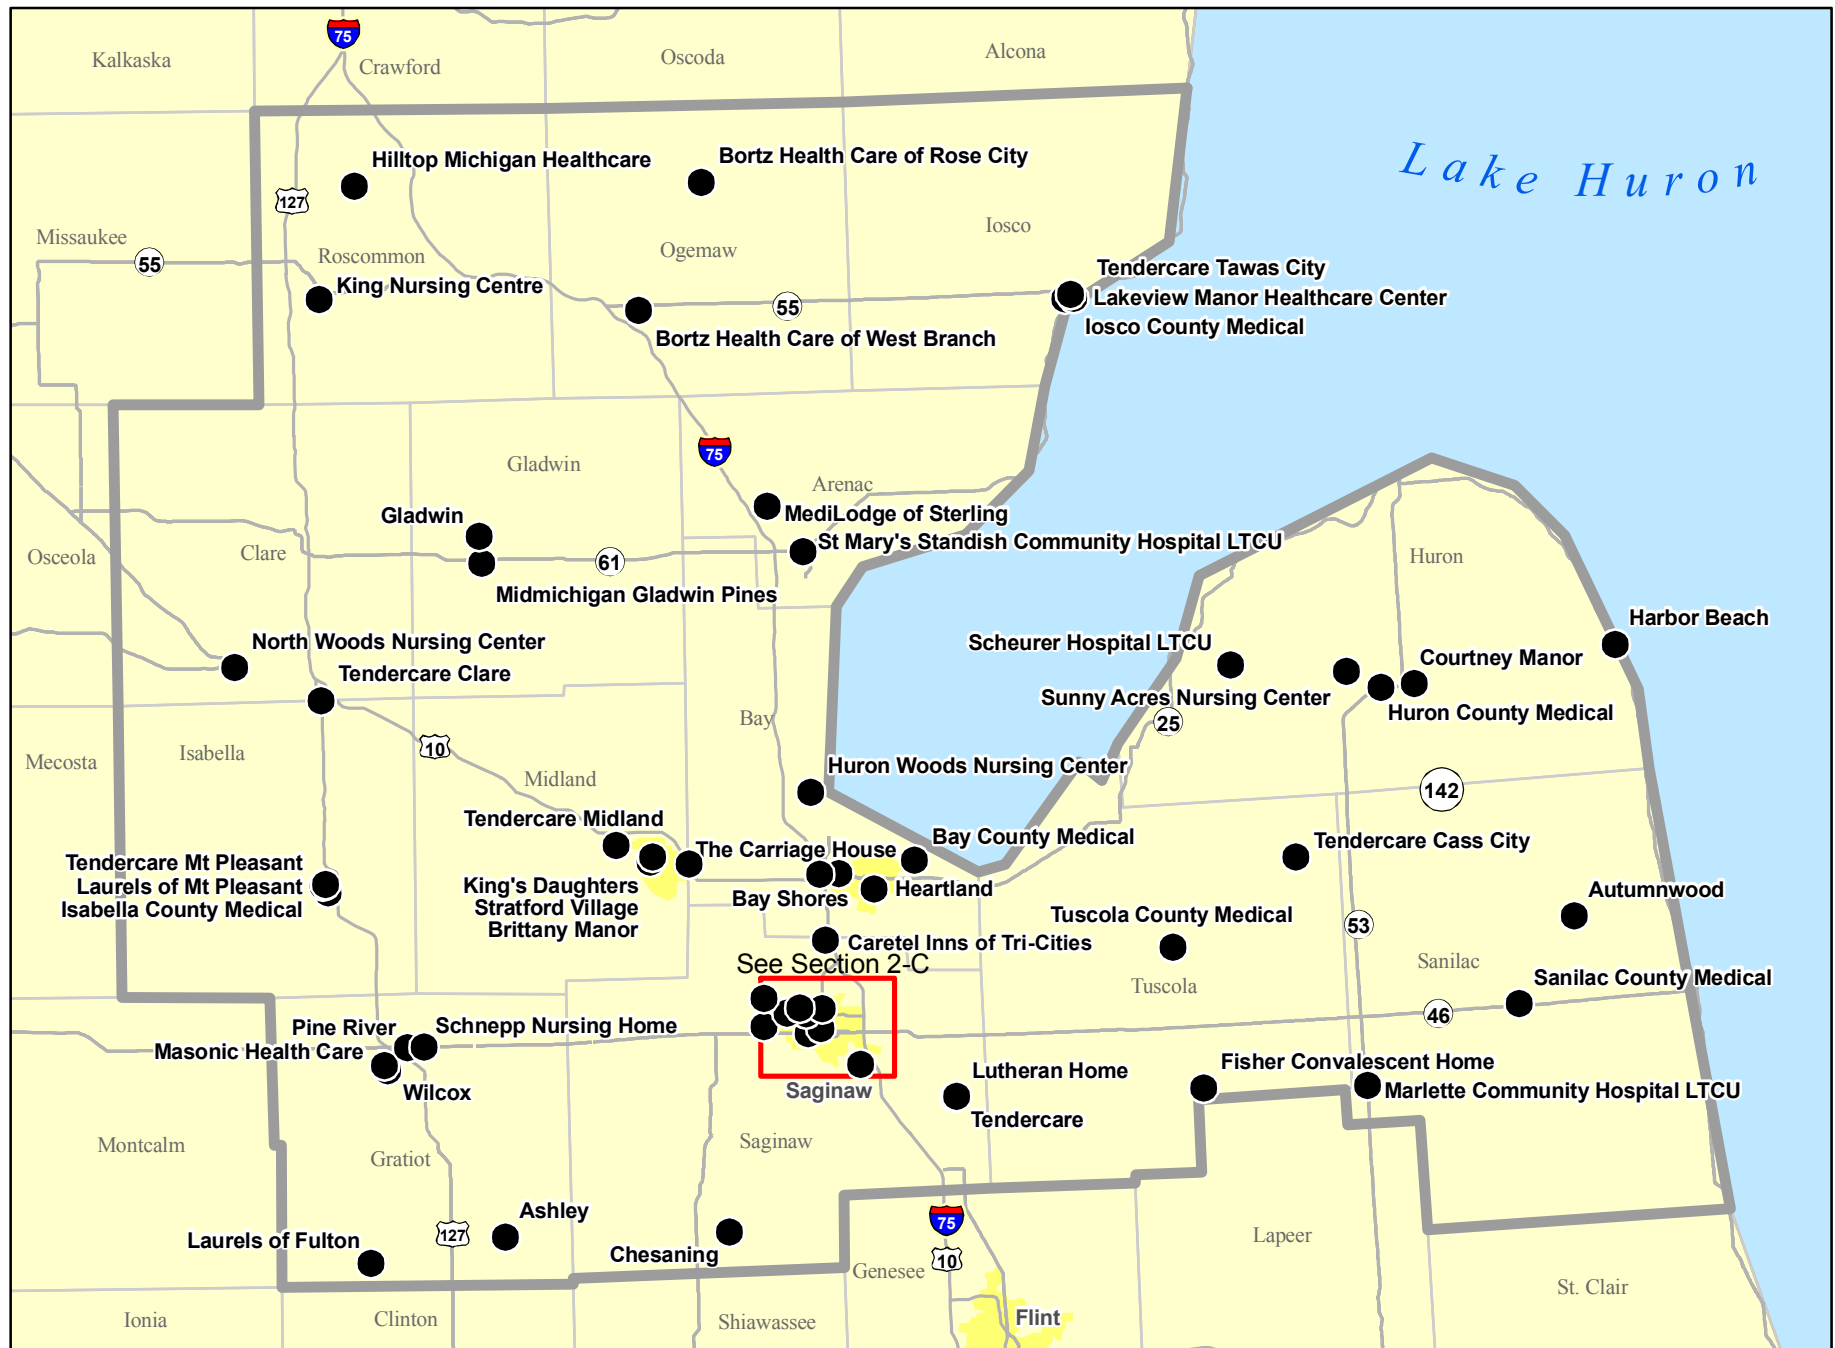 75
Kalkaska
Crawford
Oscoda
Alcona
Lake Huron
Hilltop Michigan Healthcare
Bortz Health Care of Rose City
127
Missaukee
55
Roscommon
Ogemaw
Iosco
King Nursing Centre
55
Tendercare Tawas City
Lakeview Manor Healthcare Center
Iosco County Medical
Bortz Health Care of West Branch
75
Gladwin
Arenac
Gladwin
MediLodge of Sterling
St Mary's Standish Community Hospital LTCU
Osceola
Clare
61
Huron
Midmichigan Gladwin Pines
Harbor Beach
North Woods Nursing Center
Scheurer Hospital LTCU
Courtney Manor
Tendercare Clare
Sunny Acres Nursing Center
Huron County Medical
Bay
25
Mecosta
Isabella
10
Midland
Huron Woods Nursing Center
142
Tendercare Midland
The Carriage House
Bay County Medical
Tendercare Cass City
Tendercare Mt Pleasant
Laurels of Mt Pleasant
Isabella County Medical
King's Daughters
Stratford Village
Brittany Manor
Bay Shores
Heartland
Autumnwood
Tuscola County Medical
53
Caretel Inns of Tri-Cities
See Section 2-C
Tuscola
Sanilac
Sanilac County Medical
46
Pine River
Schnepp Nursing Home
Masonic Health Care
Wilcox
Saginaw
Lutheran Home
Tendercare
Fisher Convalescent Home
Marlette Community Hospital LTCU
Montcalm
Gratiot
Saginaw
Ashley
Laurels of Fulton
127
Chesaning
75
10
Genesee
Lapeer
St. Clair
Ionia
Clinton
Shiawassee
Flint